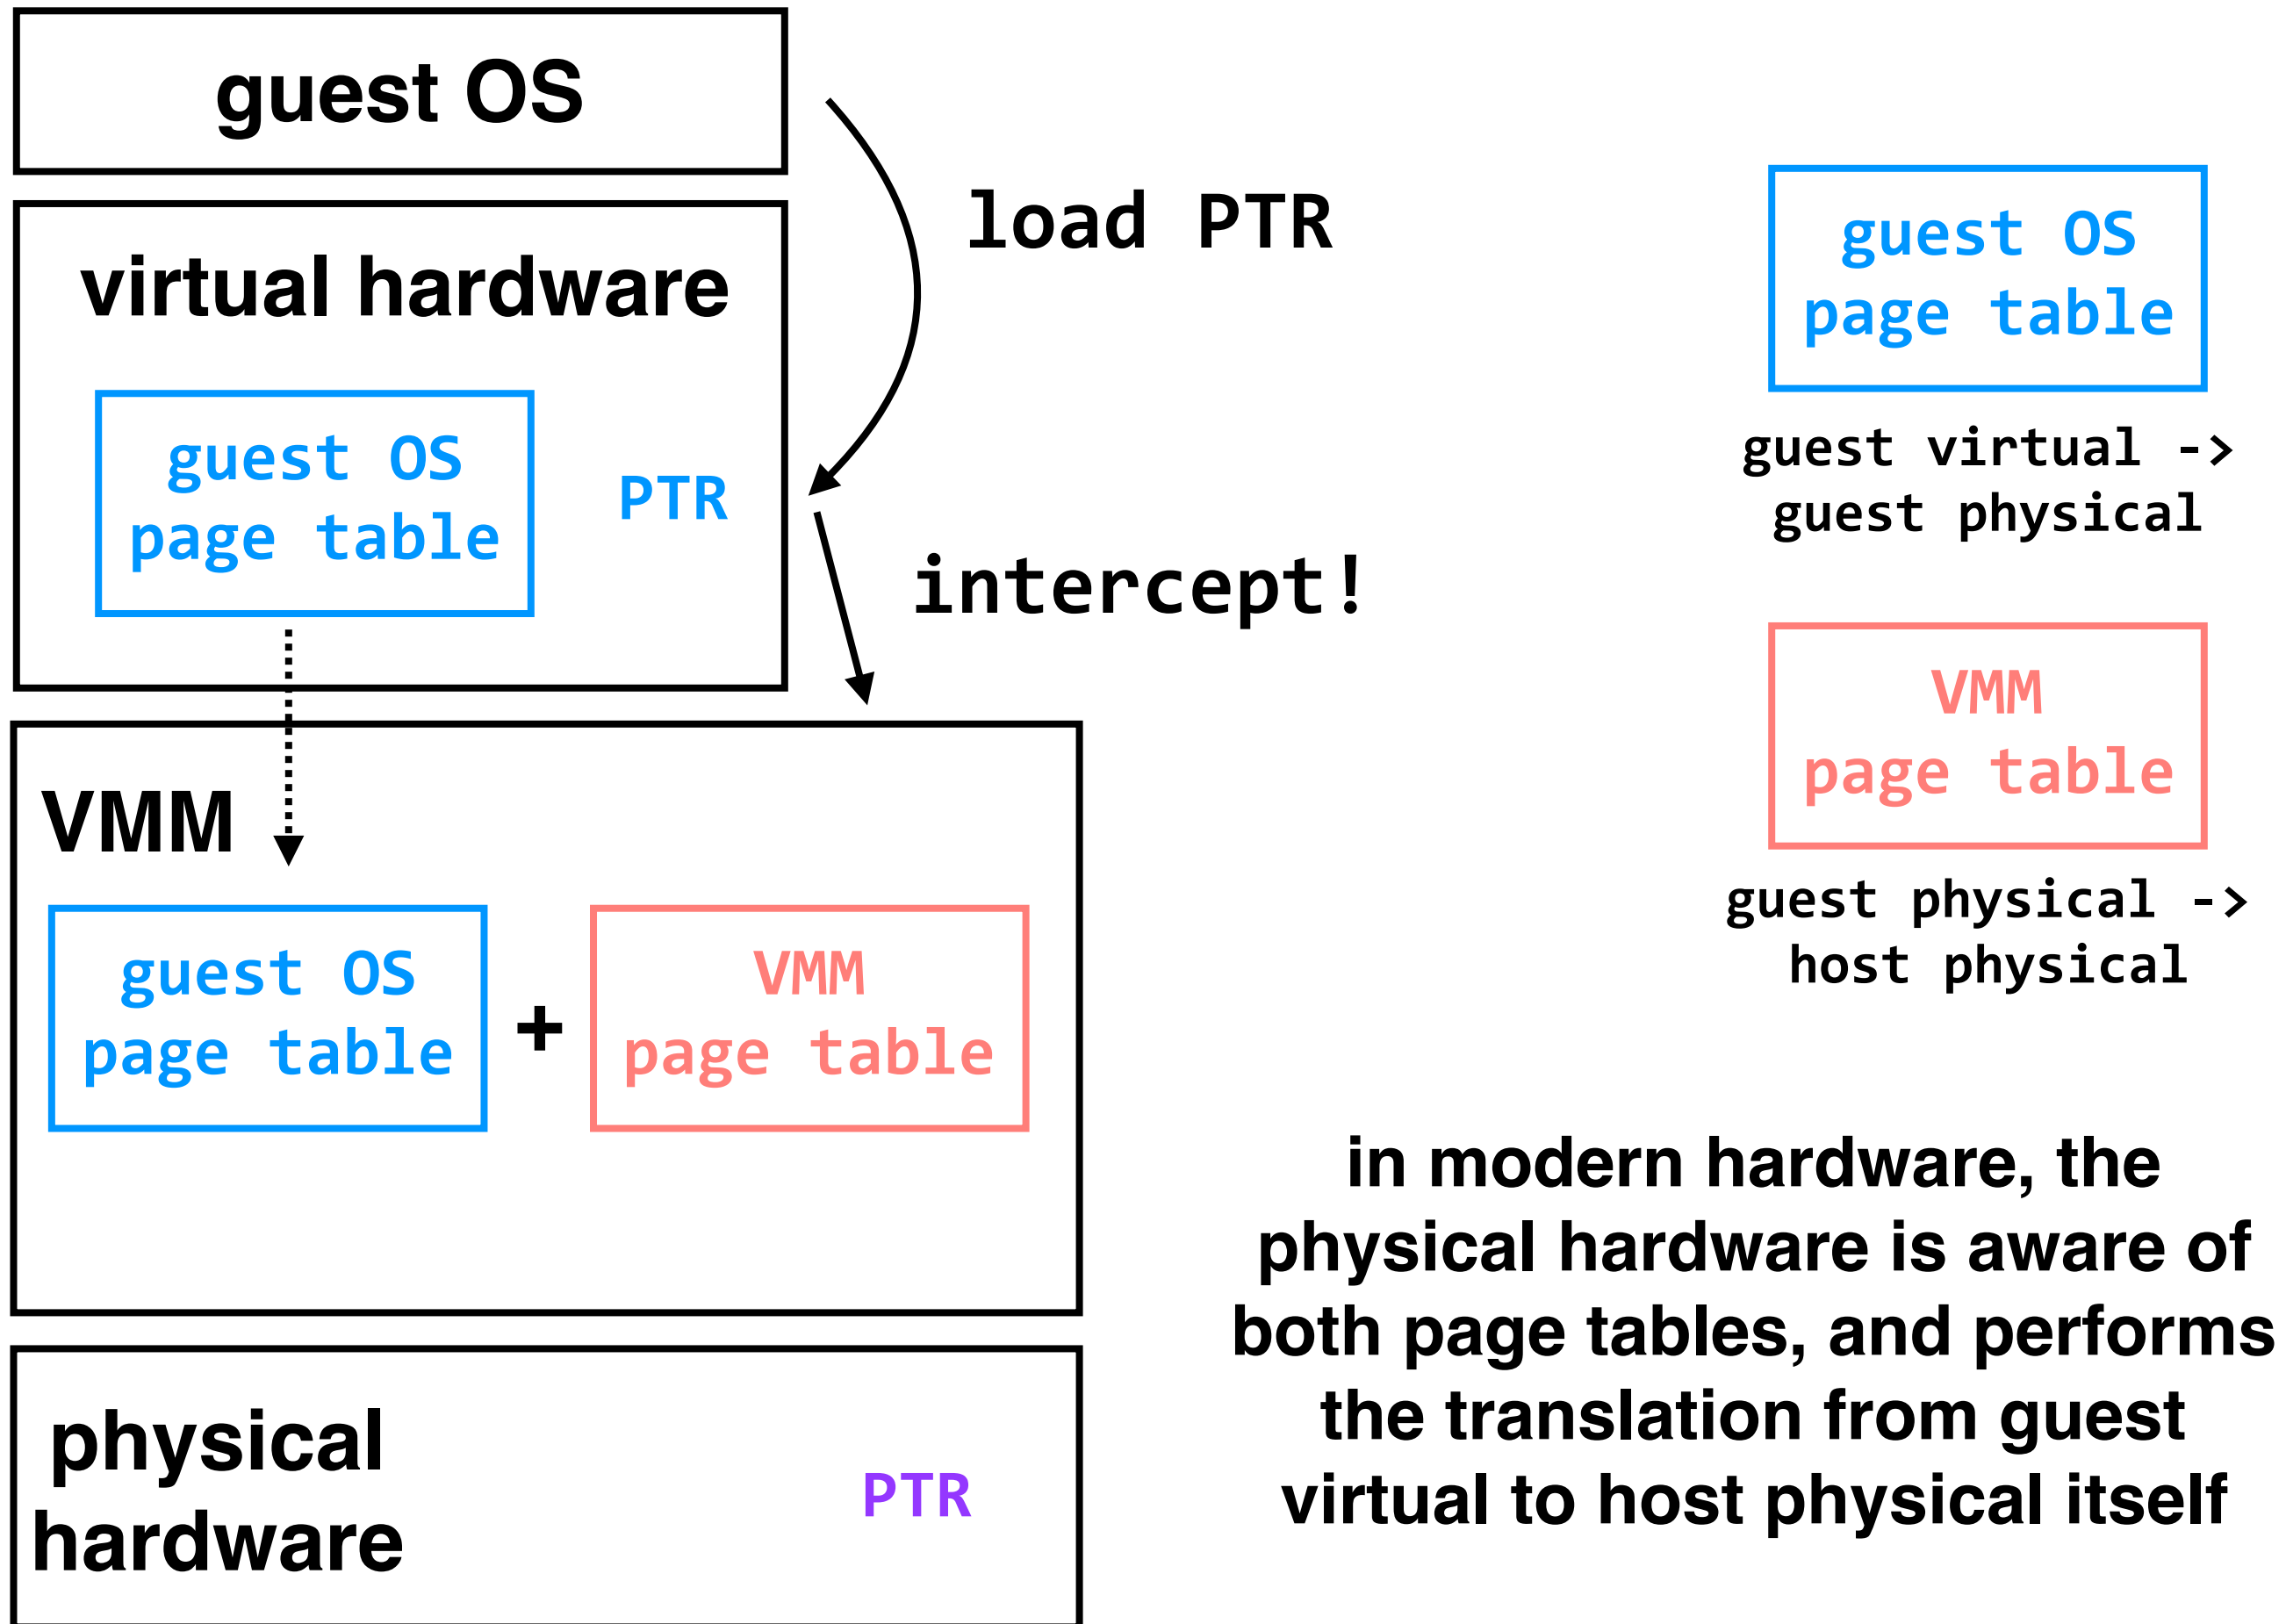 guest OS
virtual hardware
guest OS
page table
PTR
load PTR
intercept!
VMM
guest OS
page table
+
VMM
page table
physical
hardware
PTR
guest OS
page table
guest virtual ->
guest physical
VMM
page table
guest physical ->
host physical
in modern hardware, the
physical hardware is aware of
both page tables, and performs
the translation from guest
virtual to host physical itself